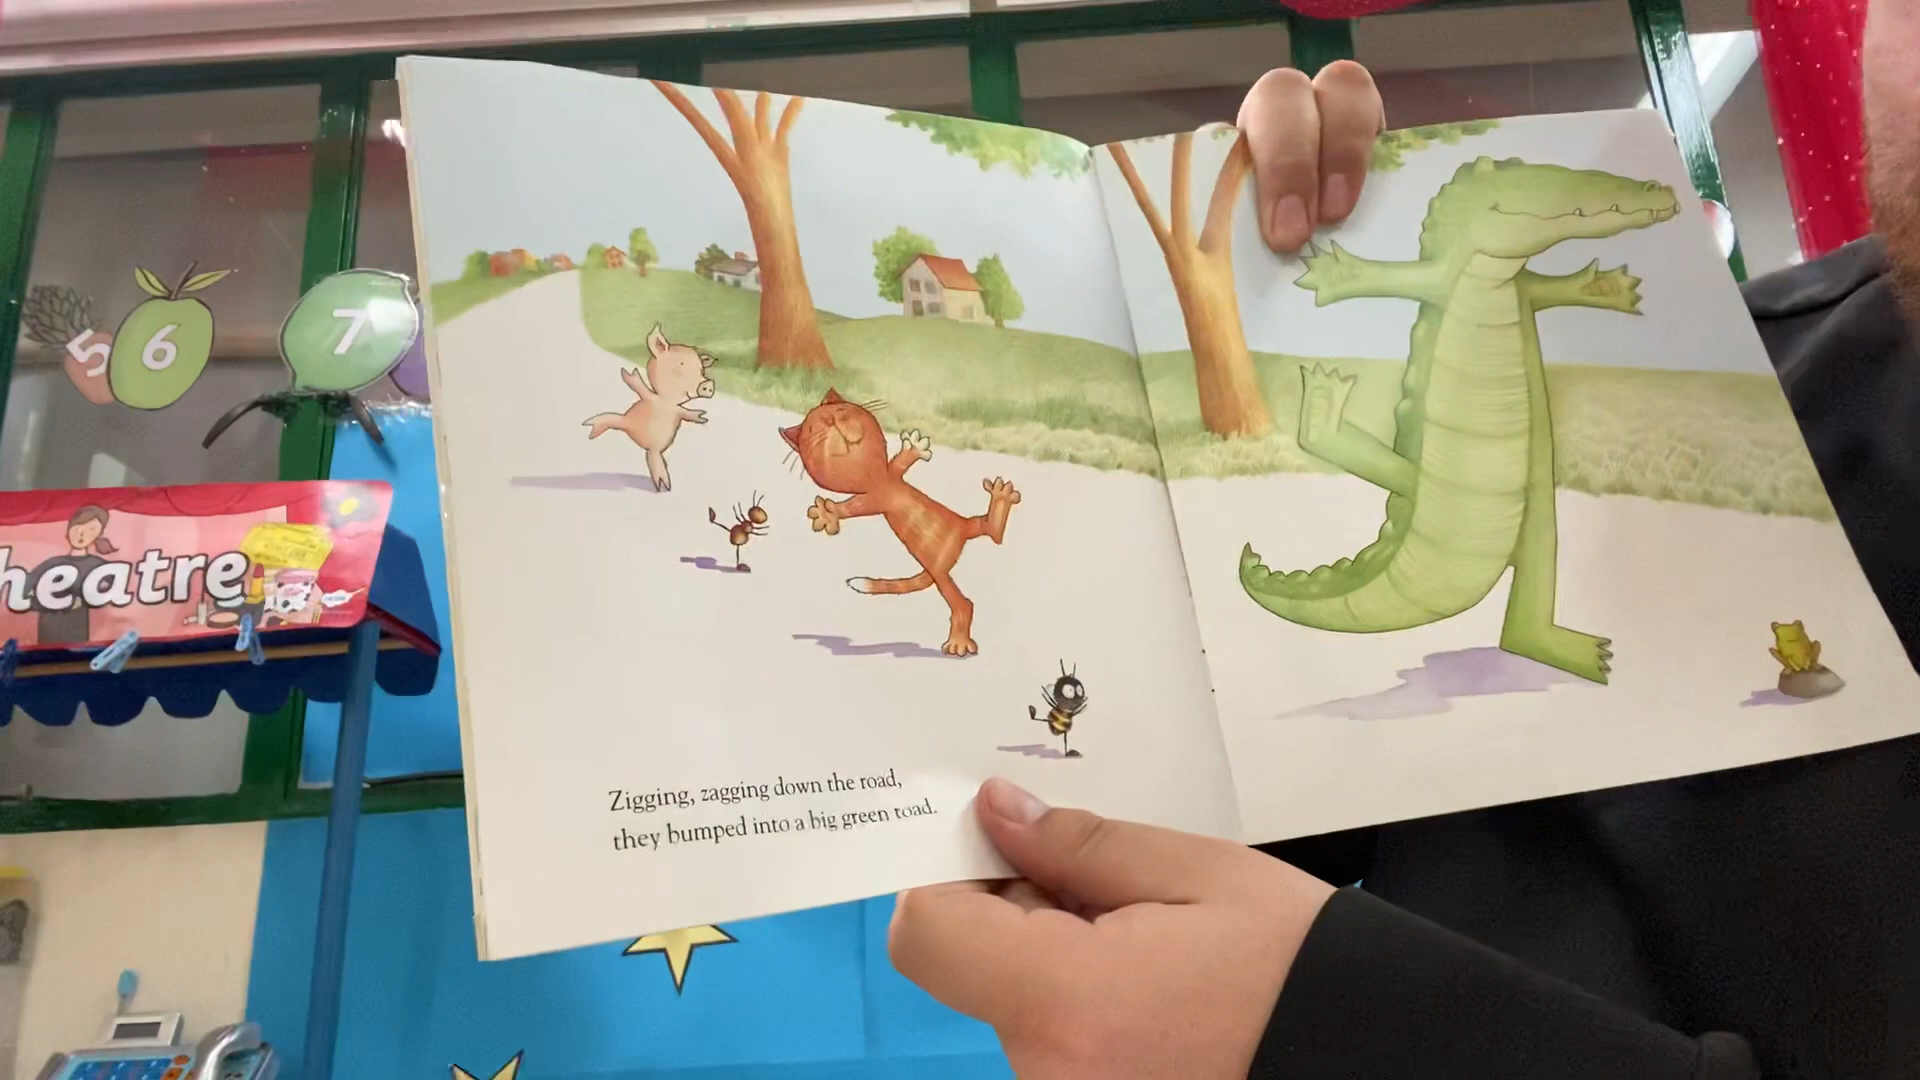 5
6
7
heatre
Zigging, zagging down the road,
they bumped into a big green toad.